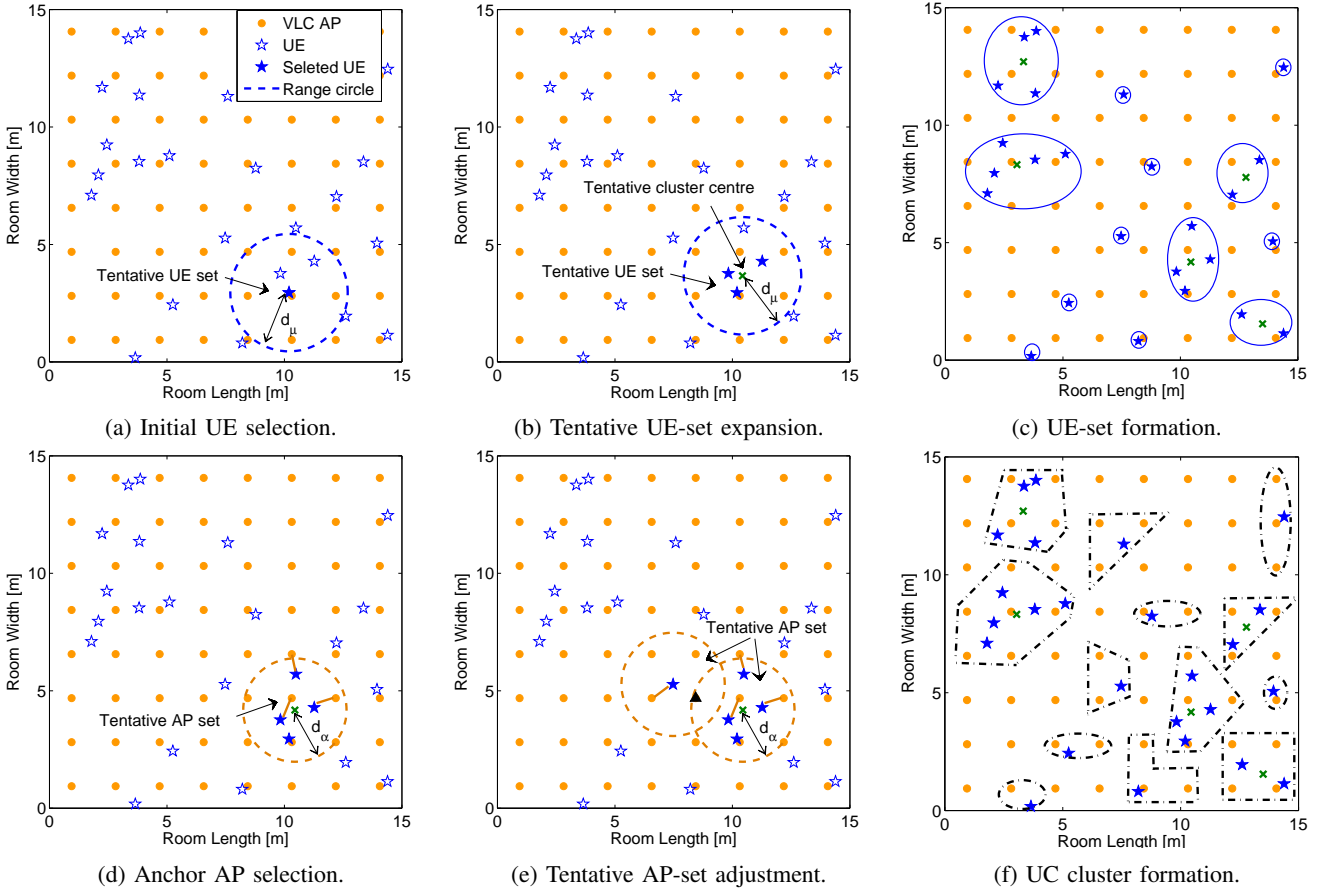 15
10
5
0
0
5
10
15
Room Width [m]
Room Length [m]
VLC AP
UE
Seleted UE
Range circle
Tentative UE set
d_μ
(a) Initial UE selection.
15
10
5
0
0
5
10
15
Room Width [m]
Room Length [m]
Tentative cluster centre
Tentative UE set
d_μ
(b) Tentative UE-set expansion.
15
10
5
0
0
5
10
15
Room Width [m]
Room Length [m]
(c) UE-set formation.
15
10
5
0
0
5
10
15
Room Width [m]
Room Length [m]
Tentative AP set
d_α
(d) Anchor AP selection.
15
10
5
0
0
5
10
15
Room Width [m]
Room Length [m]
Tentative AP set
d_α
(e) Tentative AP-set adjustment.
15
10
5
0
0
5
10
15
Room Width [m]
Room Length [m]
(f) UC cluster formation.